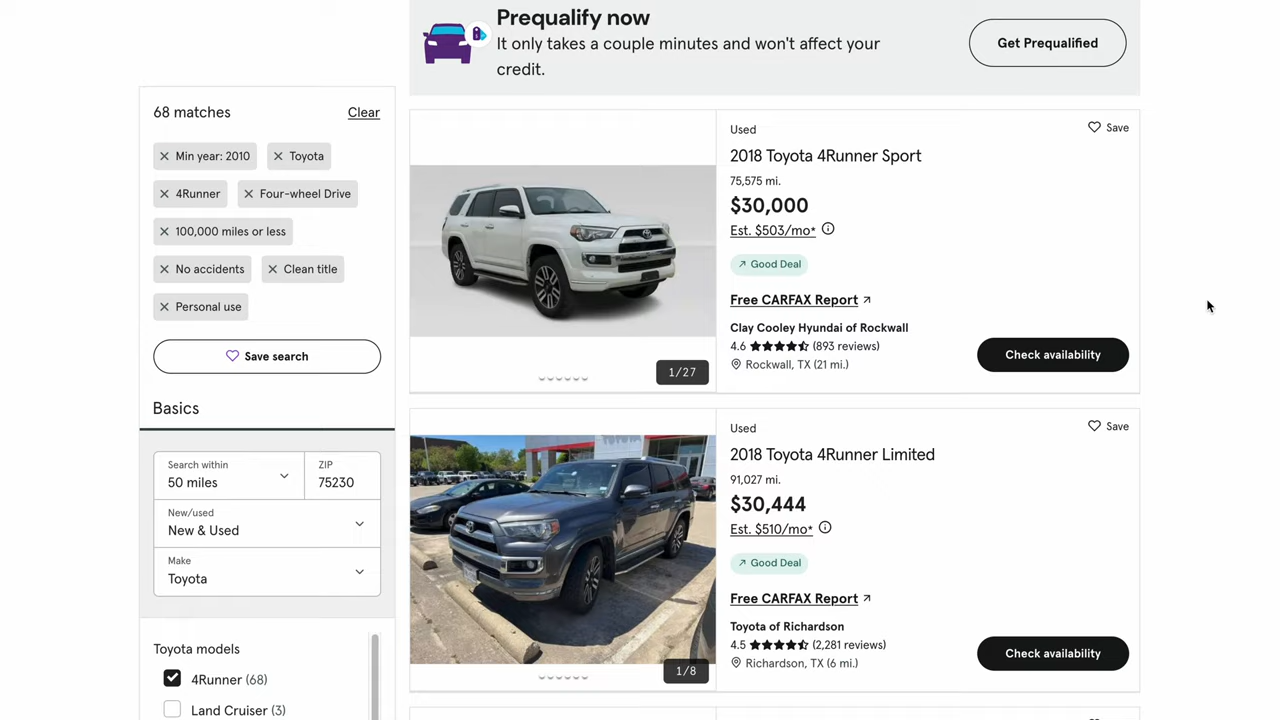 Prequalify now
It only takes a couple minutes and won't affect your
credit.
Get Prequalified
68 matches
Clear
Min year: 2010
Toyota
4Runner
Four-wheel Drive
100,000 miles or less
No accidents
Clean title
Personal use
Save search
Basics
Search within
50 miles
ZIP
75230
New/used
New & Used
Make
Toyota
Toyota models
4Runner (68)
Land Cruiser (3)
1/27
Used
Save
2018 Toyota 4Runner Sport
75,575 mi.
$30,000
Est. $503/mo*
Good Deal
Free CARFAX Report
Clay Cooley Hyundai of Rockwall
4.6 (893 reviews)
Rockwall, TX (21 mi.)
Check availability
1/8
Used
Save
2018 Toyota 4Runner Limited
91,027 mi.
$30,444
Est. $510/mo*
Good Deal
Free CARFAX Report
Toyota of Richardson
4.5 (2,281 reviews)
Richardson, TX (6 mi.)
Check availability